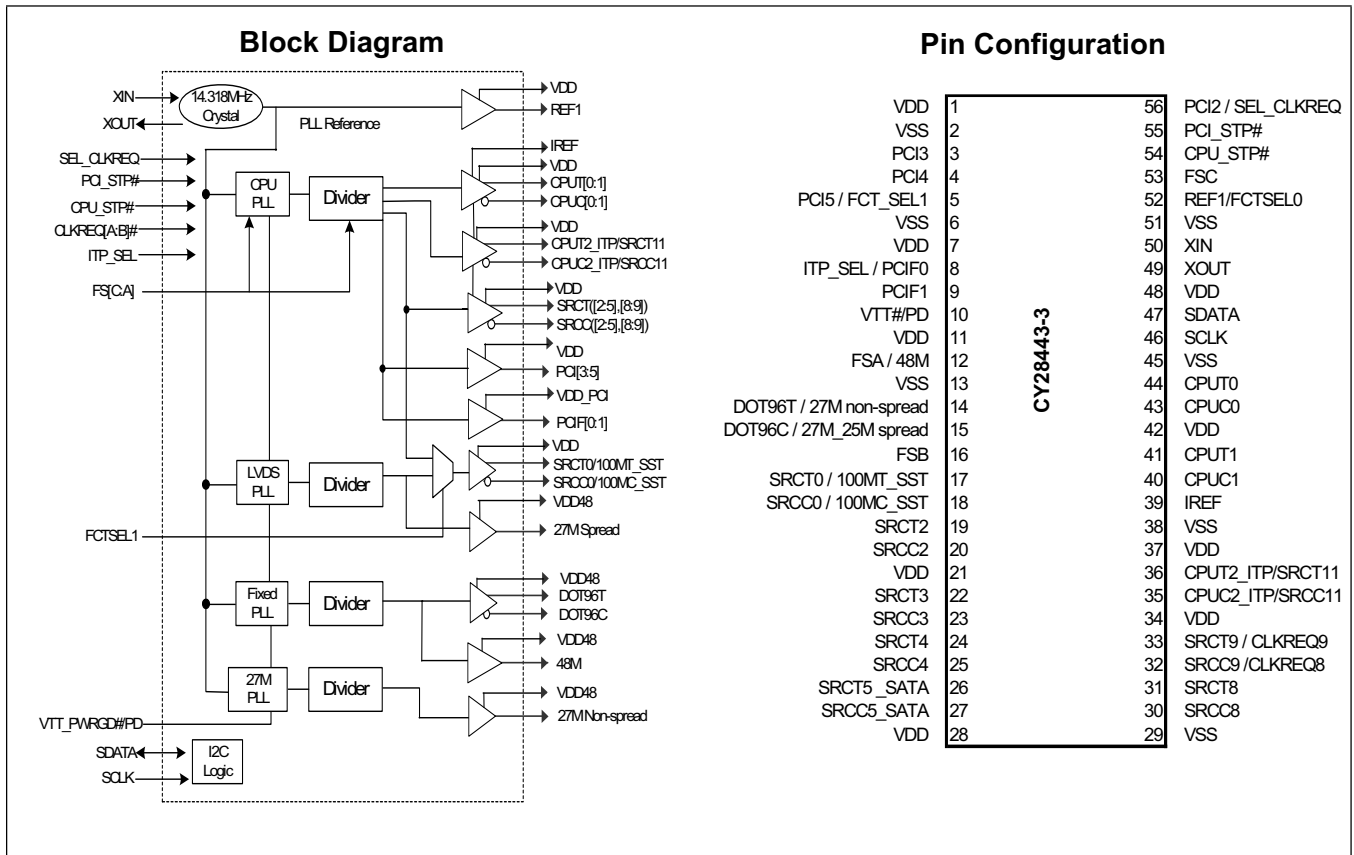 Block Diagram
XIN
XOUT
14.318MHz
Crystal
PLL Reference
VDD
REF1
SEL_CLKREQ
PCI_STP#
CPU_STP#
CLKREQ[A:B]#
ITP_SEL
FS[C:A]
CPU
PLL
Divider
IREF
VDD
CPUT[0:1]
CPUC[0:1]
VDD
CPUT2_ITP/SRCT11
CPUC2_ITP/SRCC11
VDD
SRCT([2:5],[8:9])
SRCC([2:5],[8:9])
VDD
PCI[3:5]
VDD_PCI
PCIF[0:1]
LVDS
PLL
Divider
VDD
SRCT0/100MT_SST
SRCC0/100MC_SST
VDD48
27M Spread
FCTSEL1
Fixed
PLL
Divider
VDD48
DOT96T
DOT96C
VDD48
48M
27M
PLL
Divider
VDD48
27M Non-spread
VTT_PWRGD#/PD
SDATA
SCLK
I2C
Logic
Pin Configuration
CY28443-3
VDD 1
VSS 2
PCI3 3
PCI4 4
PCI5 / FCT_SEL1 5
VSS 6
VDD 7
ITP_SEL / PCIF0 8
PCIF1 9
VTT#/PD 10
VDD 11
FSA / 48M 12
VSS 13
DOT96T / 27M non-spread 14
DOT96C / 27M_25M spread 15
FSB 16
SRCT0 / 100MT_SST 17
SRCC0 / 100MC_SST 18
SRCT2 19
SRCC2 20
VDD 21
SRCT3 22
SRCC3 23
SRCT4 24
SRCC4 25
SRCT5 _SATA 26
SRCC5_SATA 27
VDD 28
56 PCI2 / SEL_CLKREQ
55 PCI_STP#
54 CPU_STP#
53 FSC
52 REF1/FCTSEL0
51 VSS
50 XIN
49 XOUT
48 VDD
47 SDATA
46 SCLK
45 VSS
44 CPUT0
43 CPUC0
42 VDD
41 CPUT1
40 CPUC1
39 IREF
38 VSS
37 VDD
36 CPUT2_ITP/SRCT11
35 CPUC2_ITP/SRCC11
34 VDD
33 SRCT9 / CLKREQ9
32 SRCC9 /CLKREQ8
31 SRCT8
30 SRCC8
29 VSS